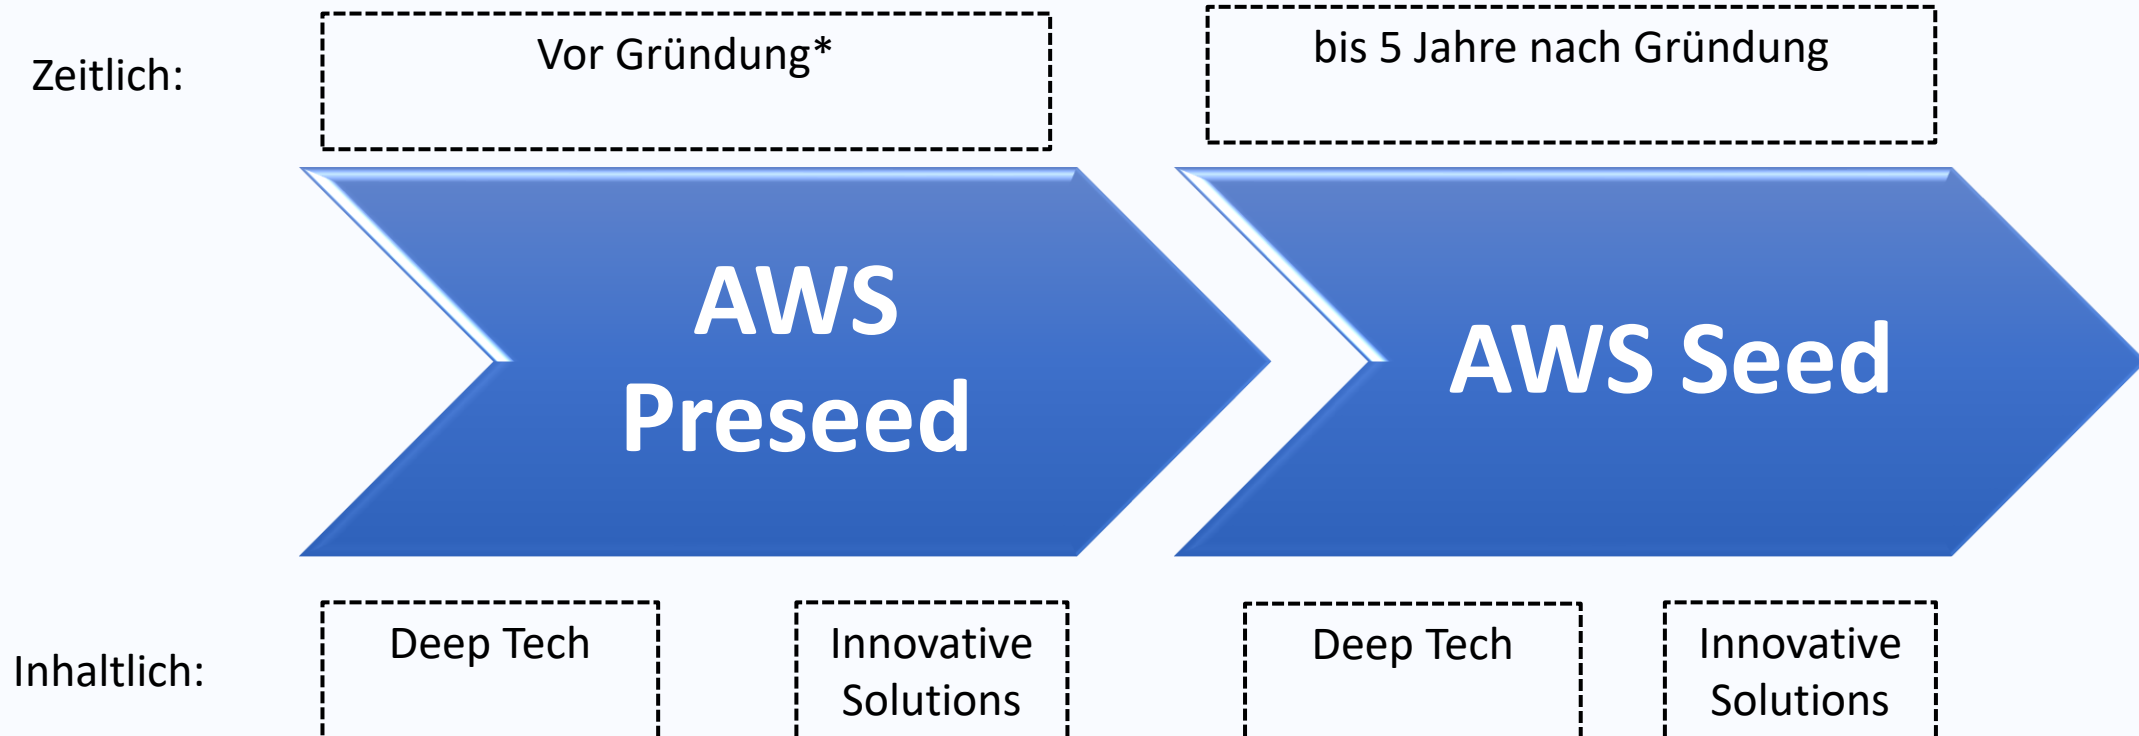 Zeitlich:
Vor Gründung*
bis 5 Jahre nach Gründung
AWS
Preseed
AWS Seed
Inhaltlich:
Deep Tech
Innovative
Solutions
Deep Tech
Innovative
Solutions